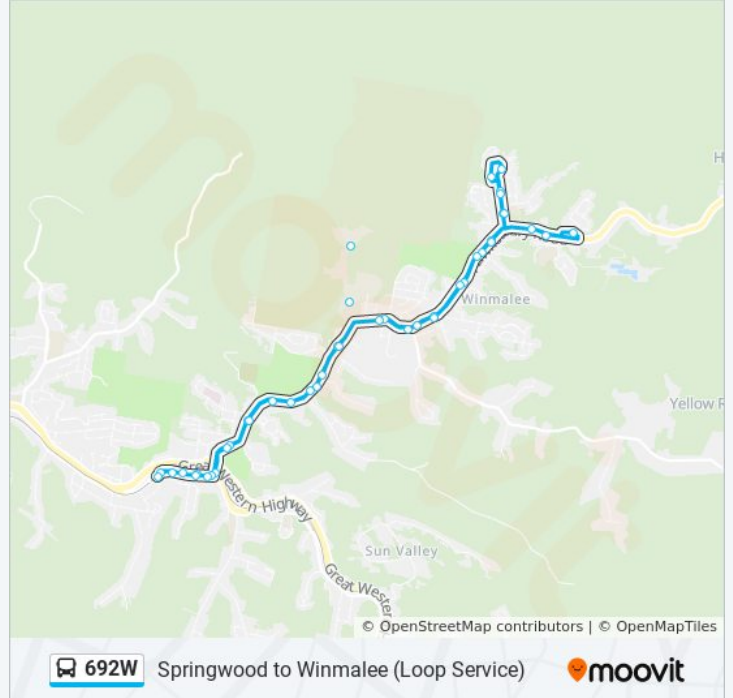 H
Winmalee
Yellow R
Great Western Highway
Sun Valley
Great Wester
© OpenStreetMap contributors | © OpenMapTiles
692W Springwood to Winmalee (Loop Service) moovit